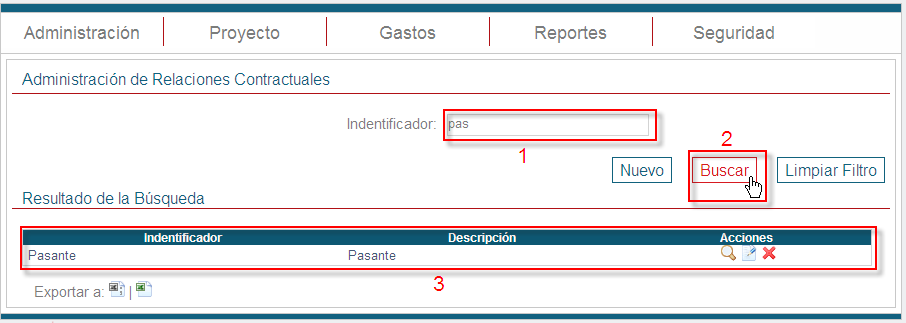 Administración Proyecto Gastos Reportes Seguridad
Administración de Relaciones Contractuales
Indentificador: pas
1
2
Nuevo Buscar Limpiar Filtro
Resultado de la Búsqueda
Indentificador Descripción Acciones
Pasante Pasante
3
Exportar a: |